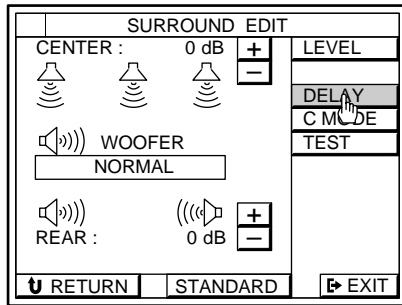 SURROUND EDIT
CENTER : 0 dB +
−
LEVEL
DELAY
C MODE
TEST
WOOFER
NORMAL
REAR : 0 dB +
−
RETURN STANDARD EXIT